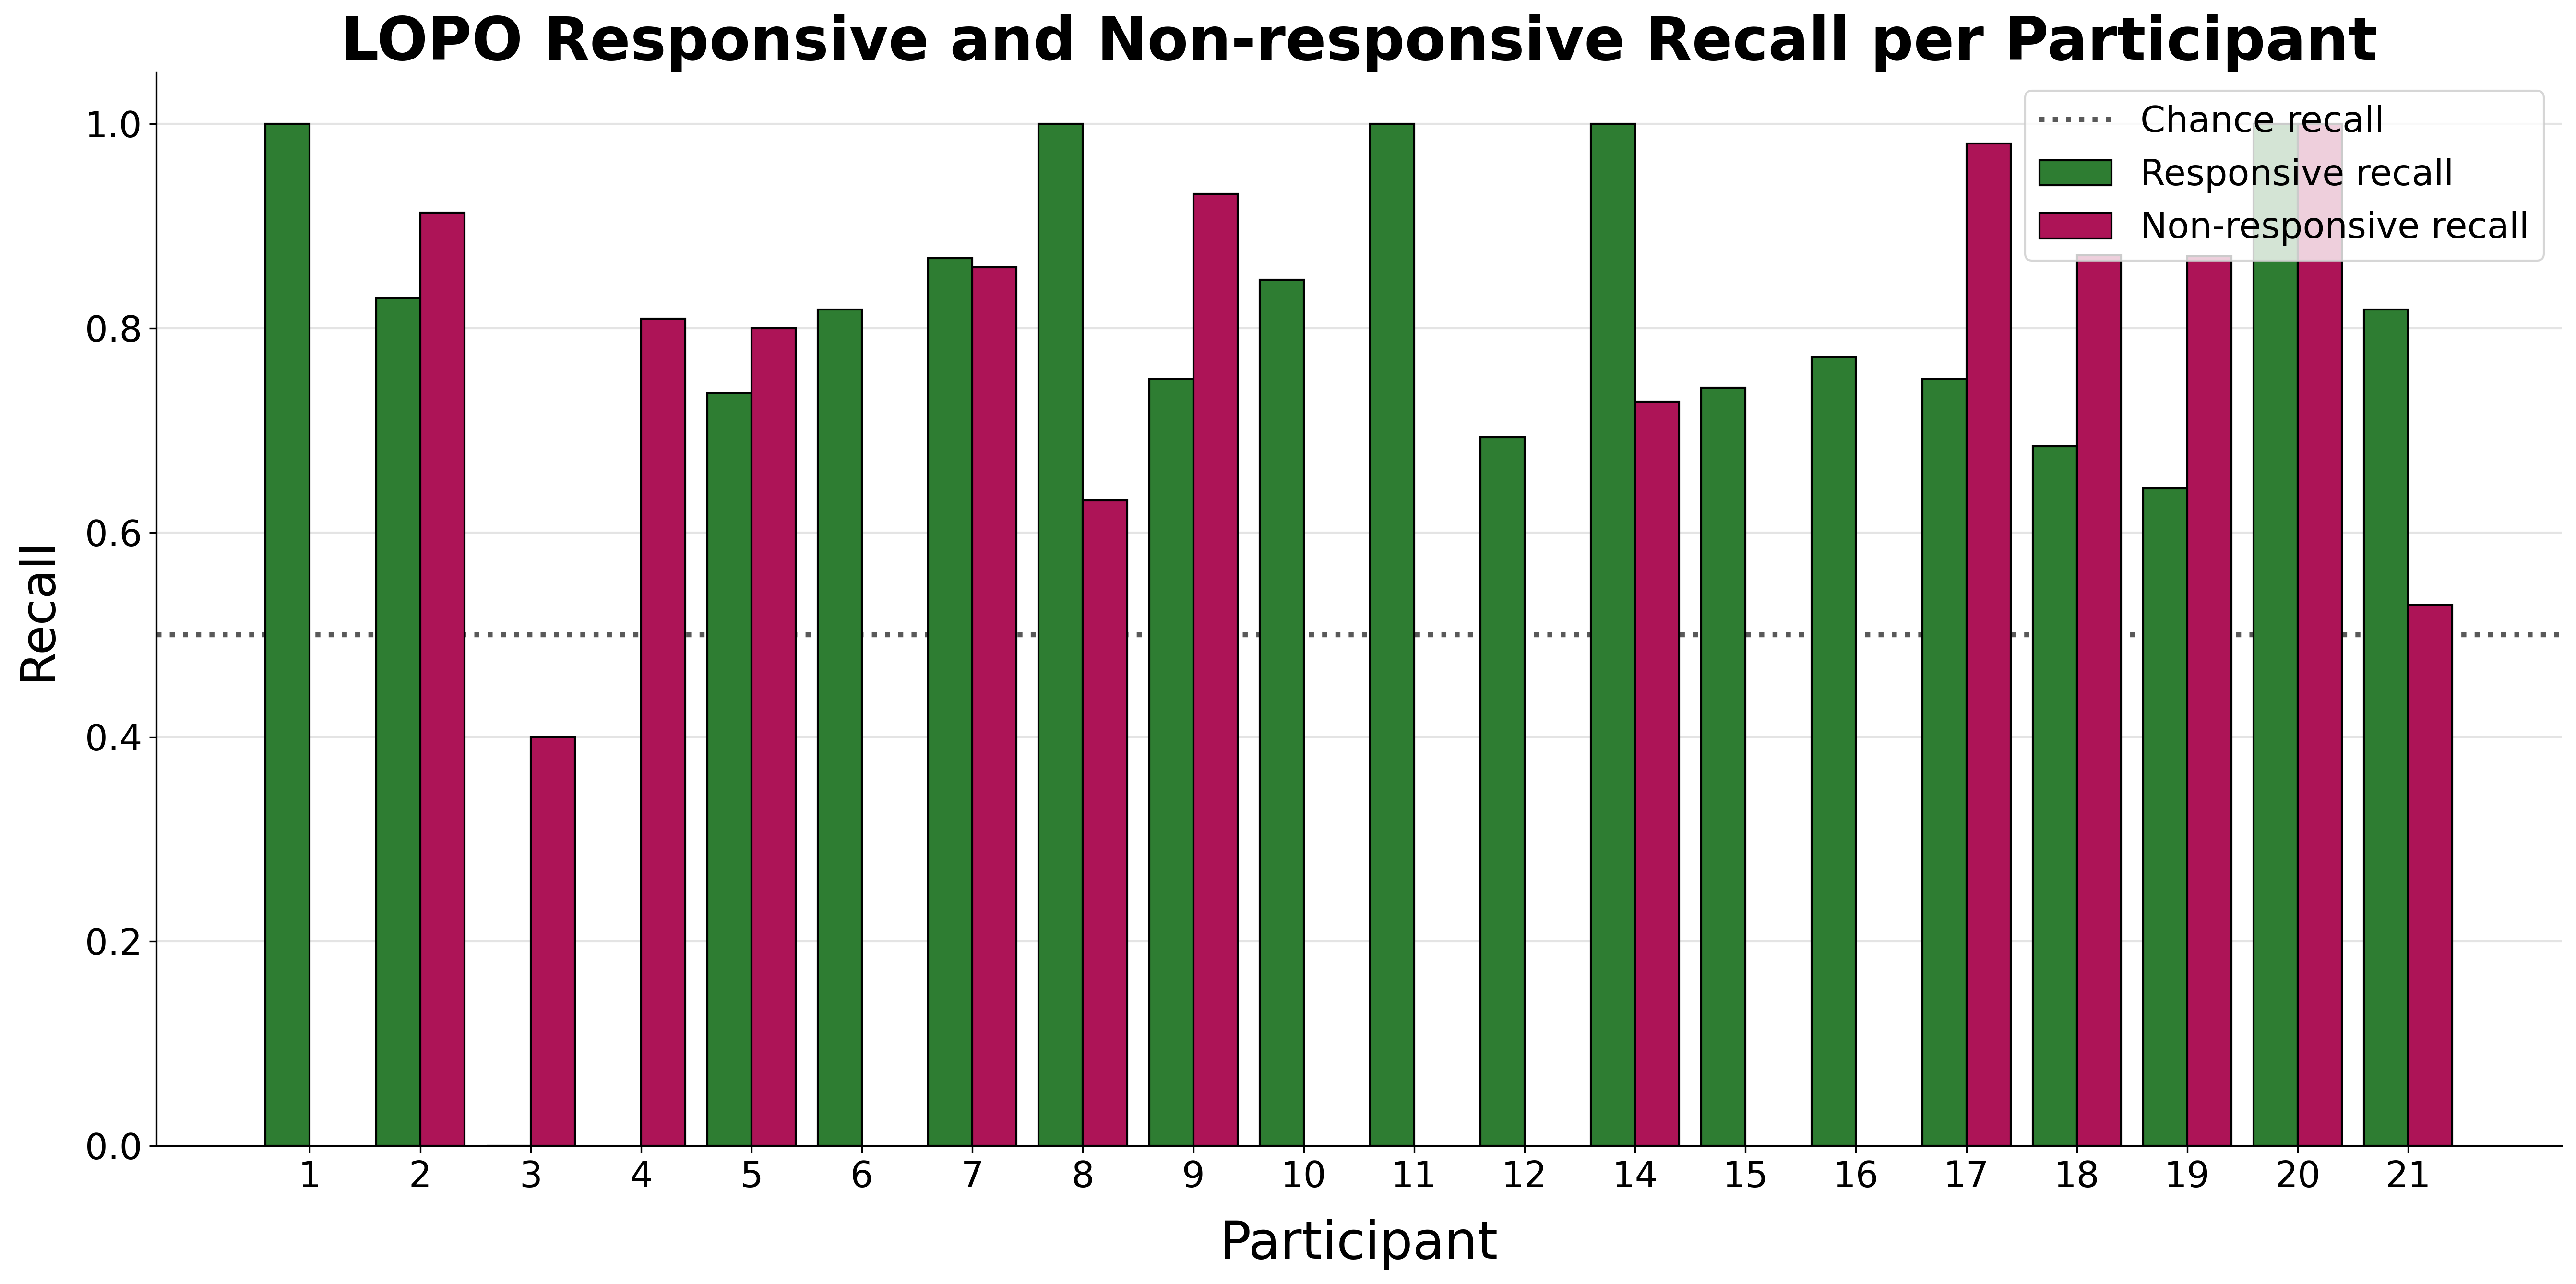 LOPO Responsive and Non-responsive Recall per Participant
Chance recall
Responsive recall
Non-responsive recall
Recall
1.0
0.8
0.6
0.4
0.2
0.0
1 2 3 4 5 6 7 8 9 10 11 12 14 15 16 17 18 19 20 21
Participant